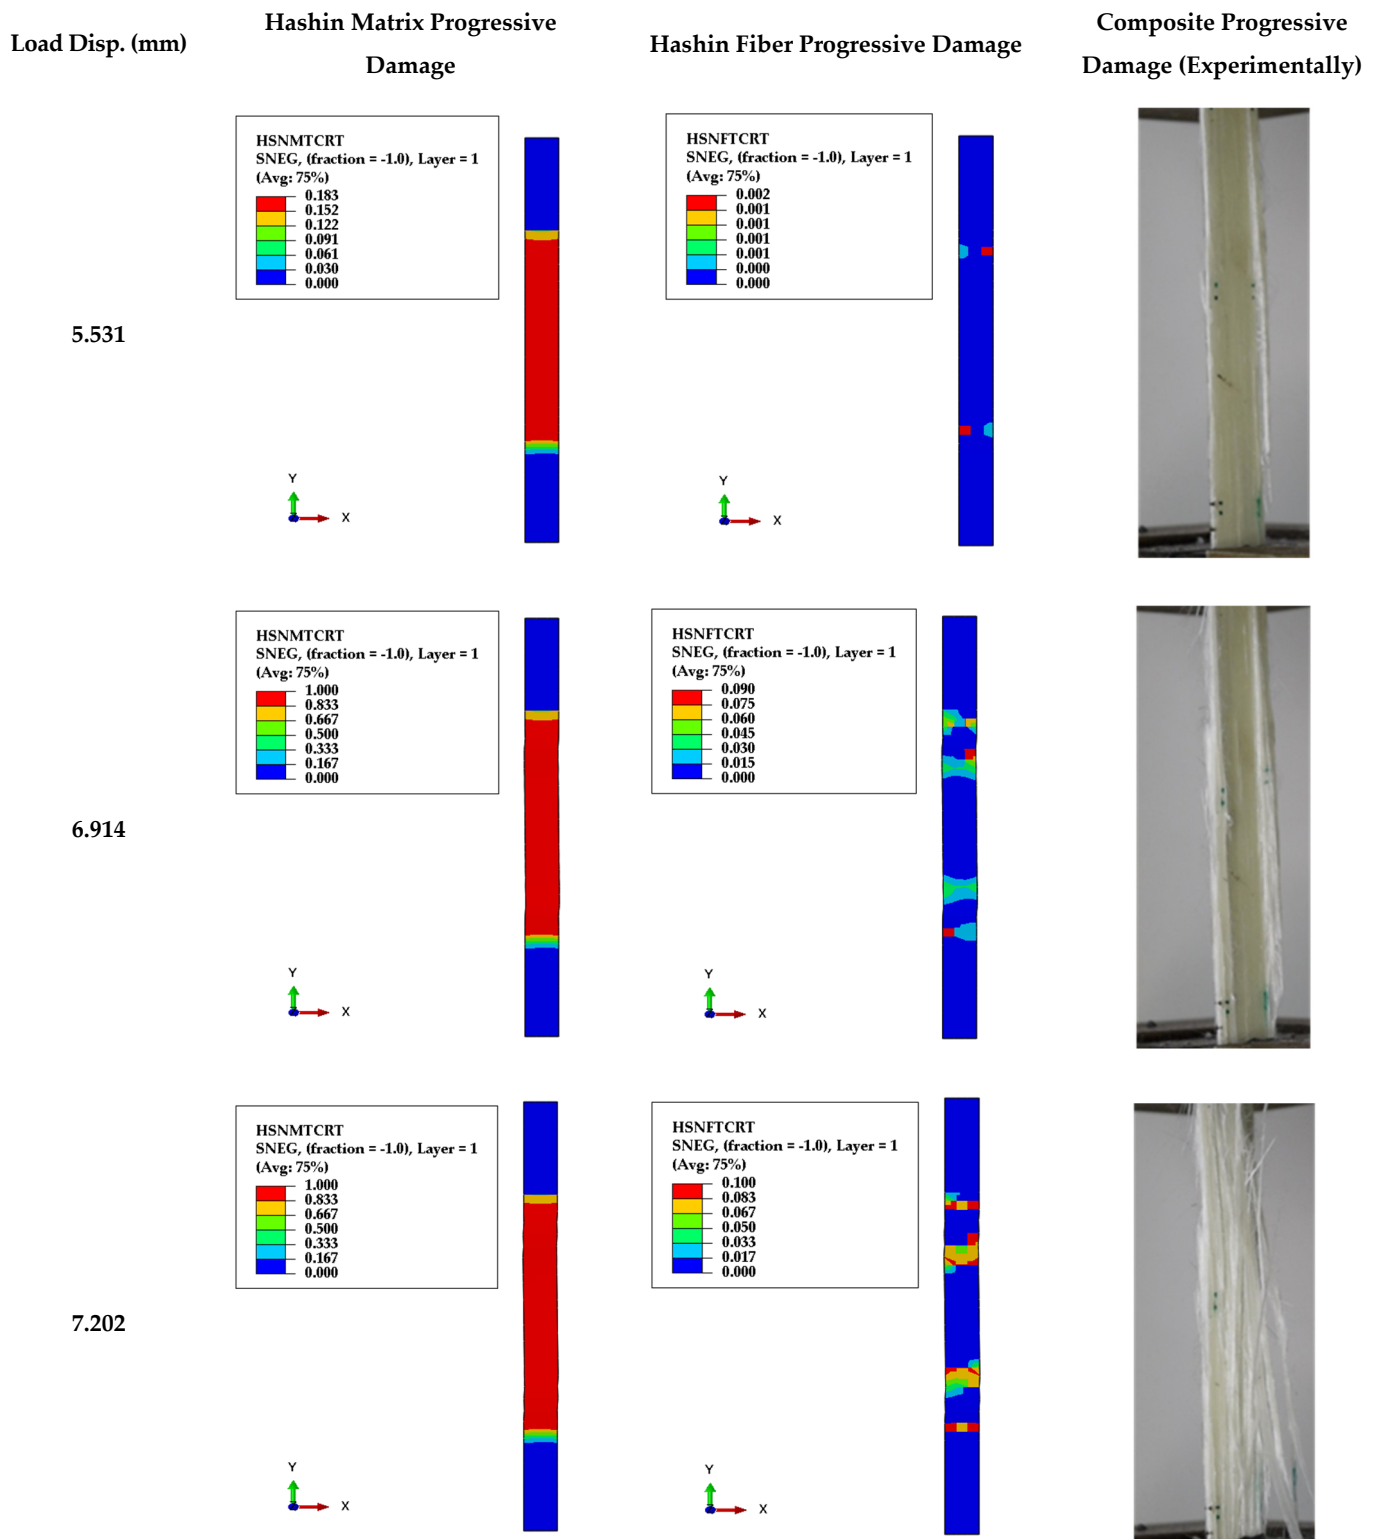 Load Disp. (mm)
Hashin Matrix Progressive
Damage
Hashin Fiber Progressive Damage
Composite Progressive
Damage (Experimentally)
5.531
HSNMTCRT
SNEG, (fraction = -1.0), Layer = 1
(Avg: 75%)
0.183
0.152
0.122
0.091
0.061
0.030
0.000
Y
X
HSNFTCRT
SNEG, (fraction = -1.0), Layer = 1
(Avg: 75%)
0.002
0.001
0.001
0.001
0.001
0.000
0.000
Y
X
6.914
HSNMTCRT
SNEG, (fraction = -1.0), Layer = 1
(Avg: 75%)
1.000
0.833
0.667
0.500
0.333
0.167
0.000
Y
X
HSNFTCRT
SNEG, (fraction = -1.0), Layer = 1
(Avg: 75%)
0.090
0.075
0.060
0.045
0.030
0.015
0.000
Y
X
7.202
HSNMTCRT
SNEG, (fraction = -1.0), Layer = 1
(Avg: 75%)
1.000
0.833
0.667
0.500
0.333
0.167
0.000
Y
X
HSNFTCRT
SNEG, (fraction = -1.0), Layer = 1
(Avg: 75%)
0.100
0.083
0.067
0.050
0.033
0.017
0.000
Y
X